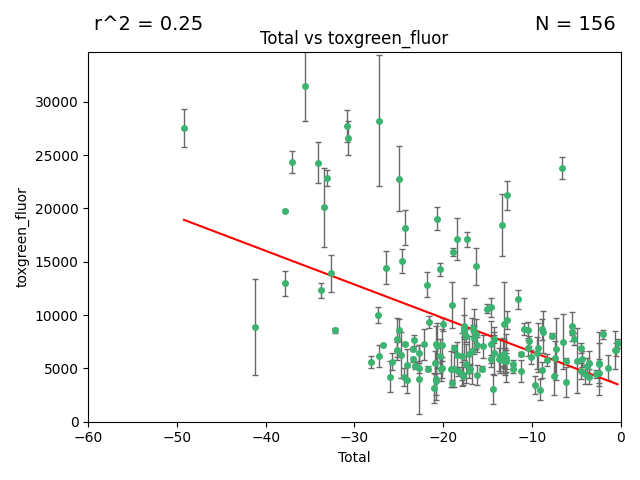 r^2 = 0.25
N = 156
Total vs toxgreen_fluor
toxgreen_fluor
30000
25000
20000
15000
10000
5000
0
−60
−50
−40
−30
−20
−10
0
Total